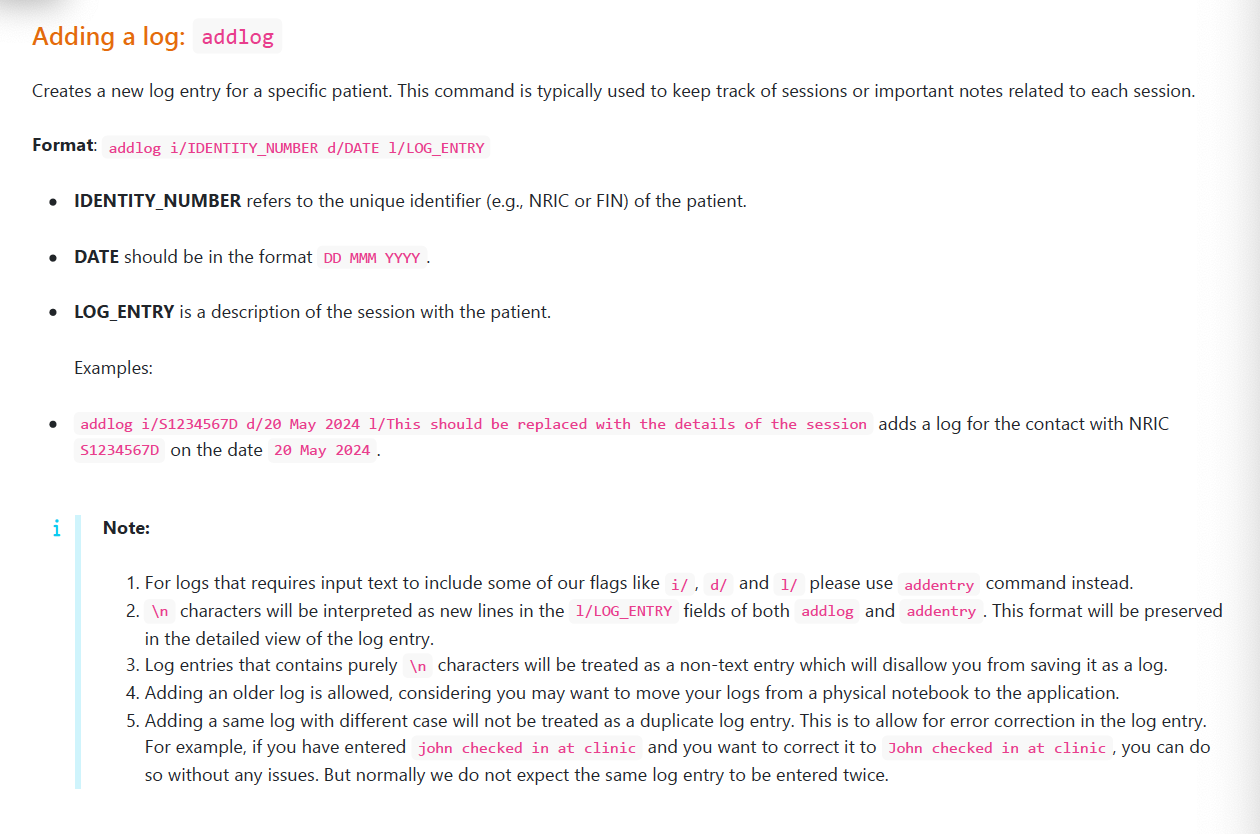 Adding a log: addlog
Creates a new log entry for a specific patient. This command is typically used to keep track of sessions or important notes related to each session.
Format: addlog i/IDENTITY_NUMBER d/DATE l/LOG_ENTRY
• IDENTITY_NUMBER refers to the unique identifier (e.g., NRIC or FIN) of the patient.
• DATE should be in the format DD MMM YYYY.
• LOG_ENTRY is a description of the session with the patient.
Examples:
• addlog i/S1234567D d/20 May 2024 l/This should be replaced with the details of the session adds a log for the contact with NRIC
S1234567D on the date 20 May 2024.
i Note:
1. For logs that requires input text to include some of our flags like i/, d/ and l/ please use addentry command instead.
2. \n characters will be interpreted as new lines in the l/LOG_ENTRY fields of both addlog and addentry. This format will be preserved
in the detailed view of the log entry.
3. Log entries that contains purely \n characters will be treated as a non-text entry which will disallow you from saving it as a log.
4. Adding an older log is allowed, considering you may want to move your logs from a physical notebook to the application.
5. Adding a same log with different case will not be treated as a duplicate log entry. This is to allow for error correction in the log entry.
For example, if you have entered john checked in at clinic and you want to correct it to John checked in at clinic, you can do
so without any issues. But normally we do not expect the same log entry to be entered twice.